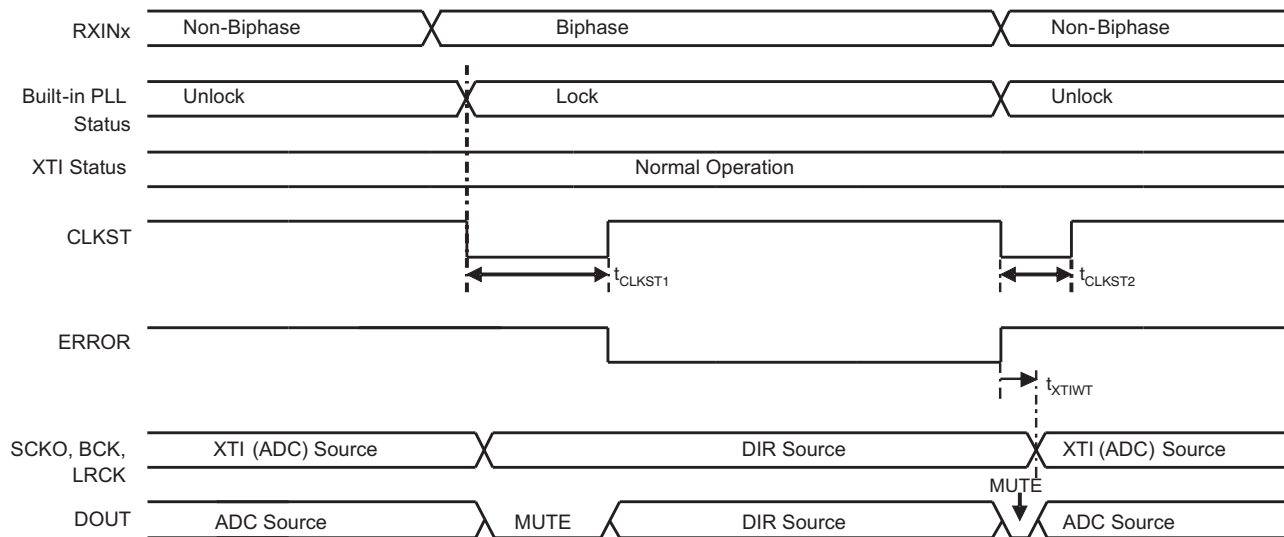 RXINx Non-Biphase Biphase Non-Biphase
Built-in PLL Status Unlock Lock Unlock
XTI Status Normal Operation
CLKST
tCLKST1 tCLKST2
ERROR
tXTIWT
SCKO, BCK, LRCK XTI (ADC) Source DIR Source XTI (ADC) Source
MUTE
DOUT ADC Source MUTE DIR Source ADC Source